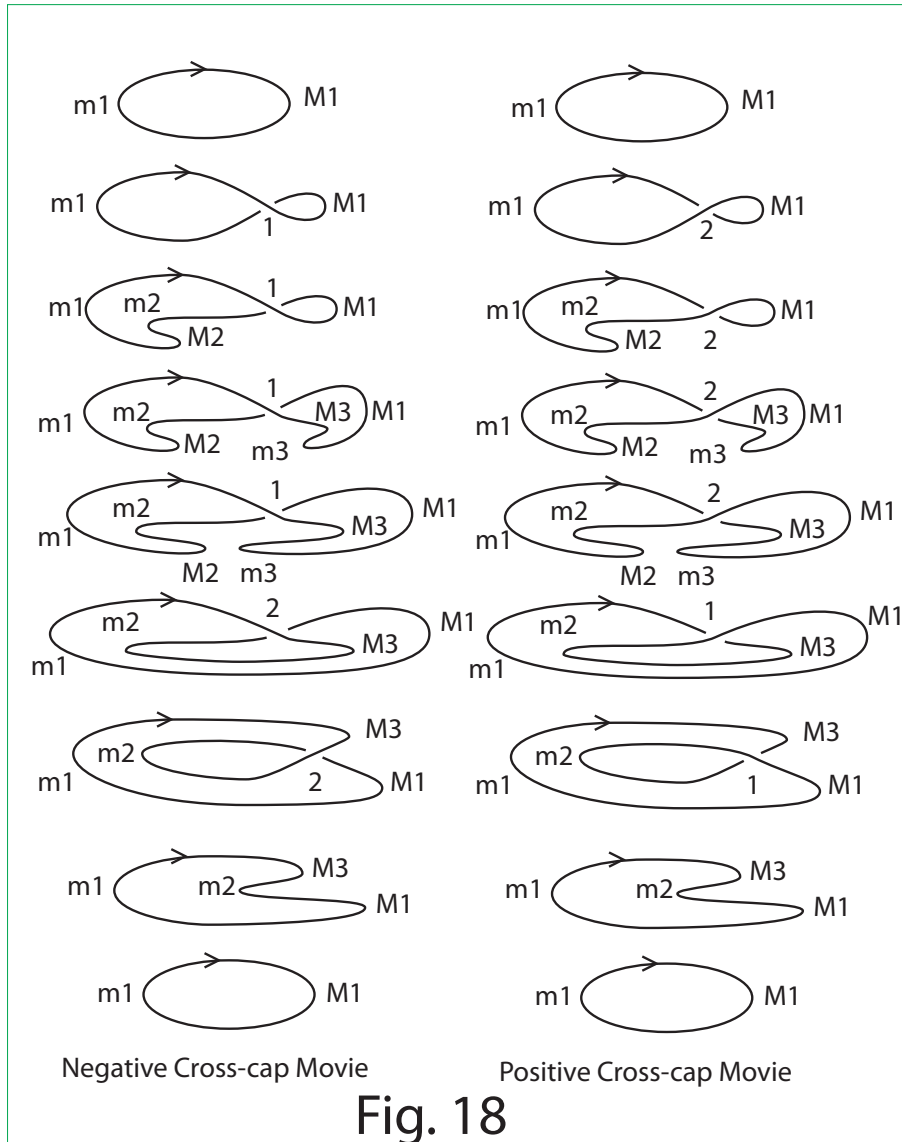 m1 M1 m1 M1
m1 M1 m1 M1
1 2
1
m1 m2 M1 m1 m2 M1
M2 M2 2
1 2
m1 m2 M3 M1 m1 m2 M3 M1
M2 m3 M2 m3
1 2
m1 m2 M3 M1 m1 m2 M3 M1
M2 m3 M2 m3
2 1
m1 m2 M3 M1 m1 m2 M3 M1
M3 M3
m1 m2 M1 m1 m2 M1
2 1
M3 M3
m1 m2 M1 m1 m2 M1
m1 M1 m1 M1
Negative Cross-cap Movie Positive Cross-cap Movie
Fig. 18